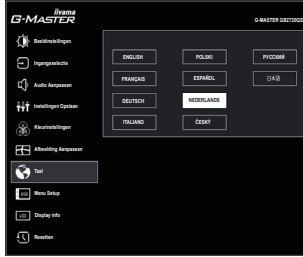 iiyama
G-MASTER
G-MASTER GB2730QS
Beeldinstellingen
Ingangsselectie
Audio Aanpassen
Instellingen Opslaan
Kleurinstellingen
Afbeelding Aanpassen
Taal
Menu Setup
Display info
Resetten
ENGLISH
POLSKI
РУССКИЙ
FRANÇAIS
ESPAÑOL
日本語
DEUTSCH
NEDERLANDS
ITALIANO
ČESKÝ